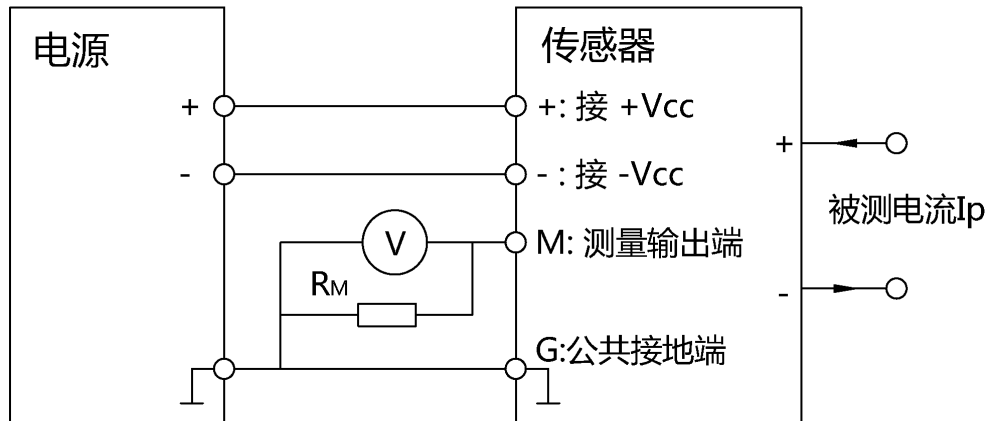 电源
传感器
+
+: 接 +Vcc
+
-
- : 接 -Vcc
被测电流Ip
V
M: 测量输出端
RM
-
G:公共接地端